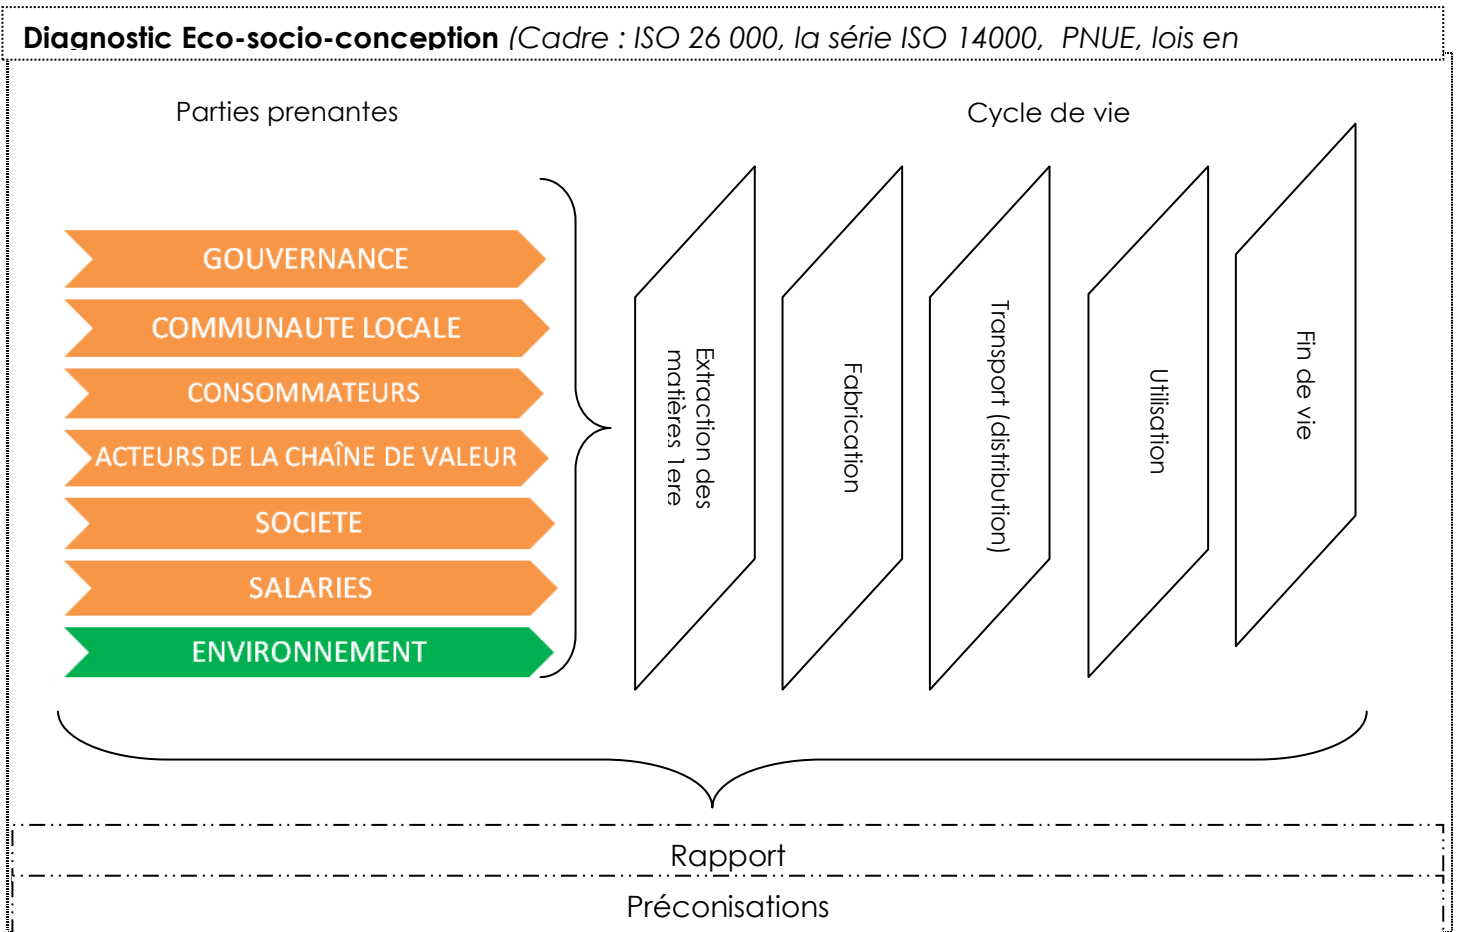 Diagnostic Eco-socio-conception (Cadre : ISO 26 000, la série ISO 14000, PNUE, lois en
Parties prenantes
Cycle de vie
GOUVERNANCE
COMMUNAUTE LOCALE
CONSOMMATEURS
ACTEURS DE LA CHAÎNE DE VALEUR
SOCIETE
SALARIES
ENVIRONNEMENT
Extraction des
matières 1ere
Fabrication
Transport (distribution)
Utilisation
Fin de vie
Rapport
Préconisations